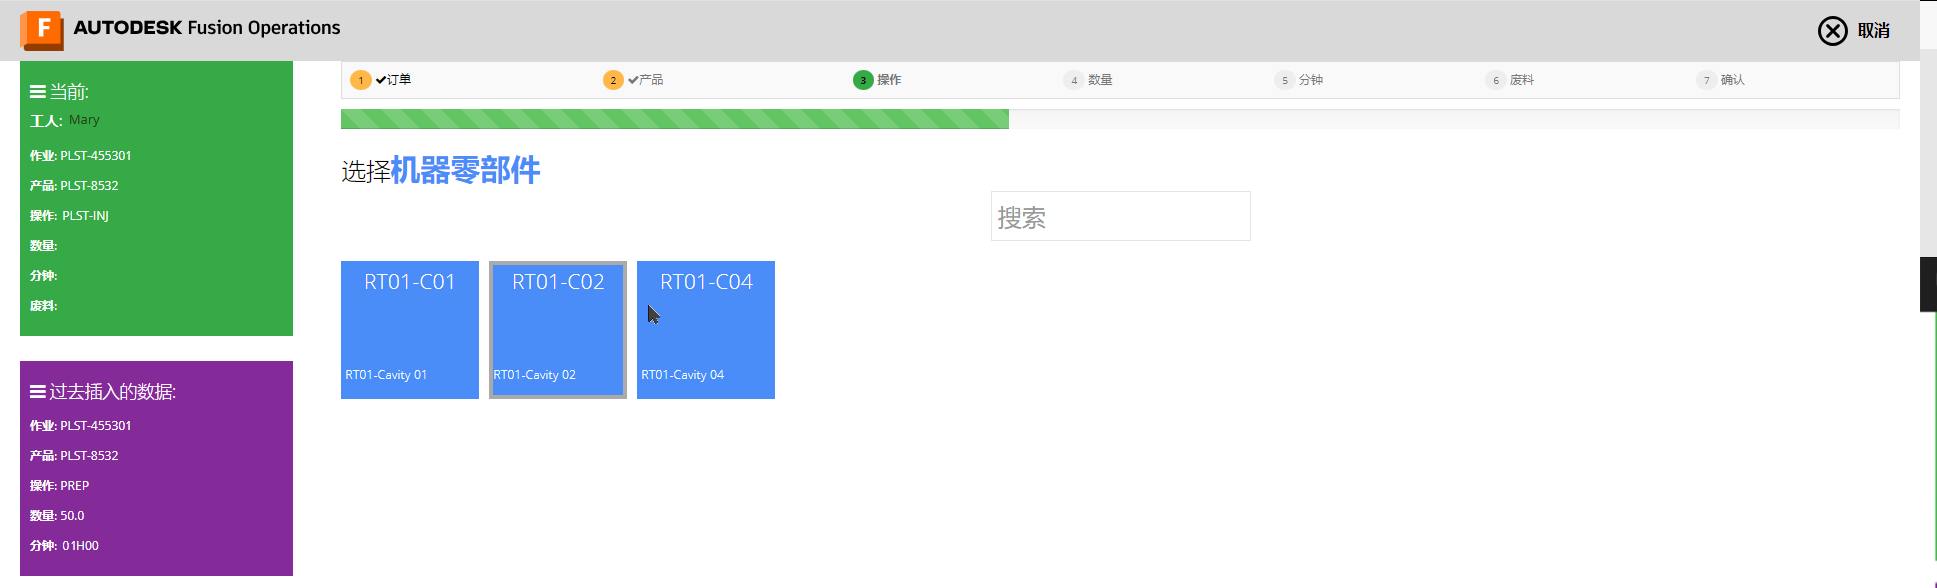 F AUTODESK Fusion Operations
取消
当前:
工人: Mary
作业: PLST-455301
产品: PLST-8532
操作: PLST-INJ
数量:
分钟:
废料:
过去插入的数据:
作业: PLST-455301
产品: PLST-8532
操作: PREP
数量: 50.0
分钟: 01H00
1 ✔订单
2 ✔产品
3 操作
4 数量
5 分钟
6 废料
7 确认
选择机器零部件
搜索
RT01-C01
RT01-Cavity 01
RT01-C02
RT01-Cavity 02
RT01-C04
RT01-Cavity 04